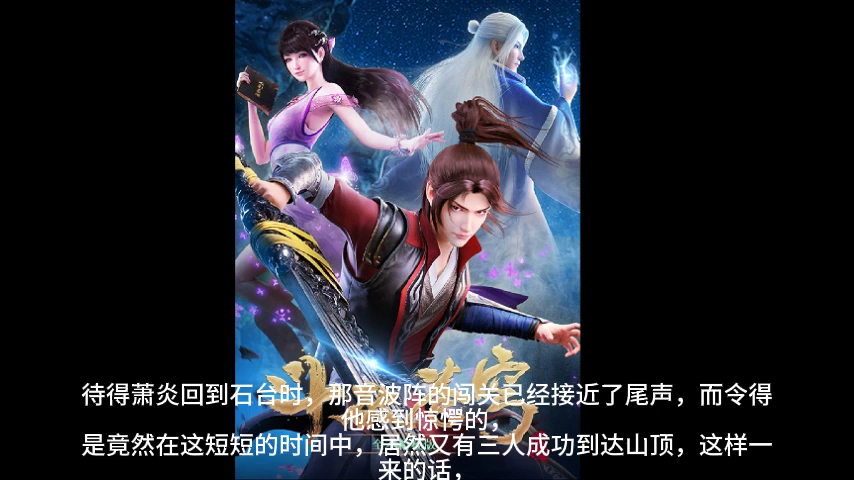 待得萧炎回到石台时，那音波阵的闯关已经接近了尾声，而令得
他感到惊愕的，
是竟然在这短短的时间中，居然又有三人成功到达山顶，这样一
来的话，